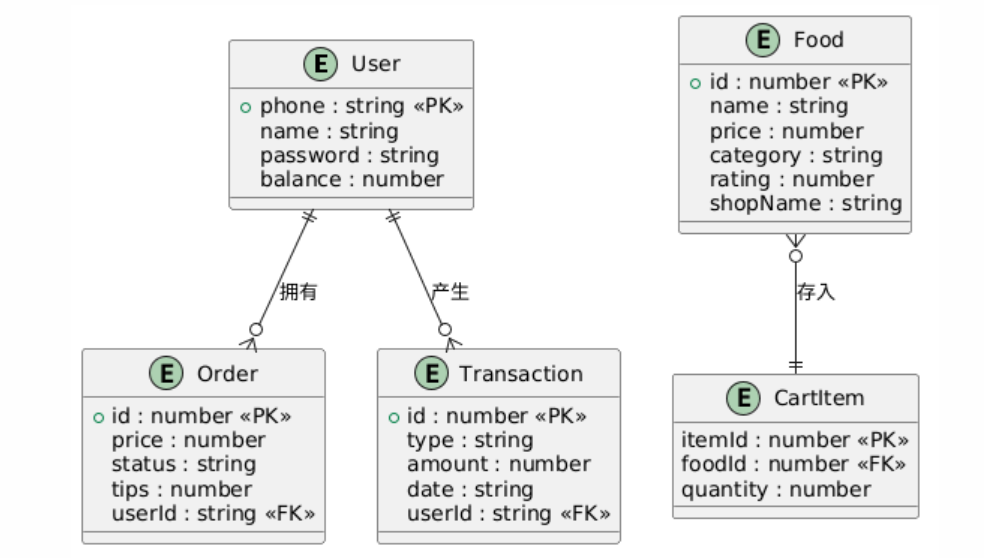 E User
phone : string «PK»
name : string
password : string
balance : number
E Food
id : number «PK»
name : string
price : number
category : string
rating : number
shopName : string
拥有
产生
存入
E Order
id : number «PK»
price : number
status : string
tips : number
userId : string «FK»
E Transaction
id : number «PK»
type : string
amount : number
date : string
userId : string «FK»
E CartItem
itemId : number «PK»
foodId : number «FK»
quantity : number